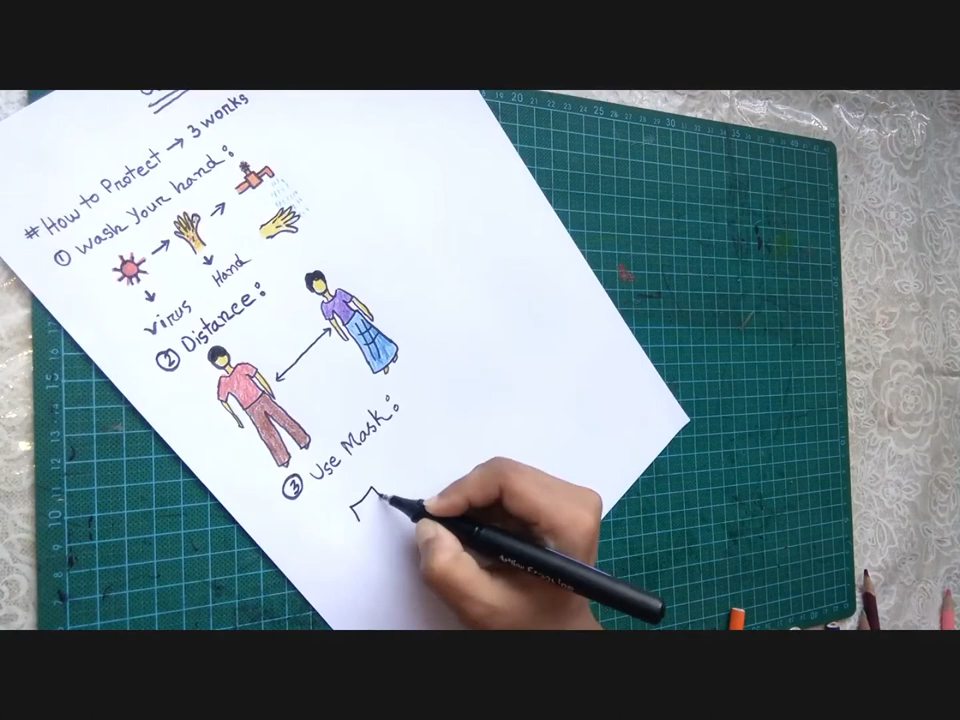 # How to Protect → 3 works
① Wash Your hand:
Hand
virus
② Distance:
③ Use Mask: